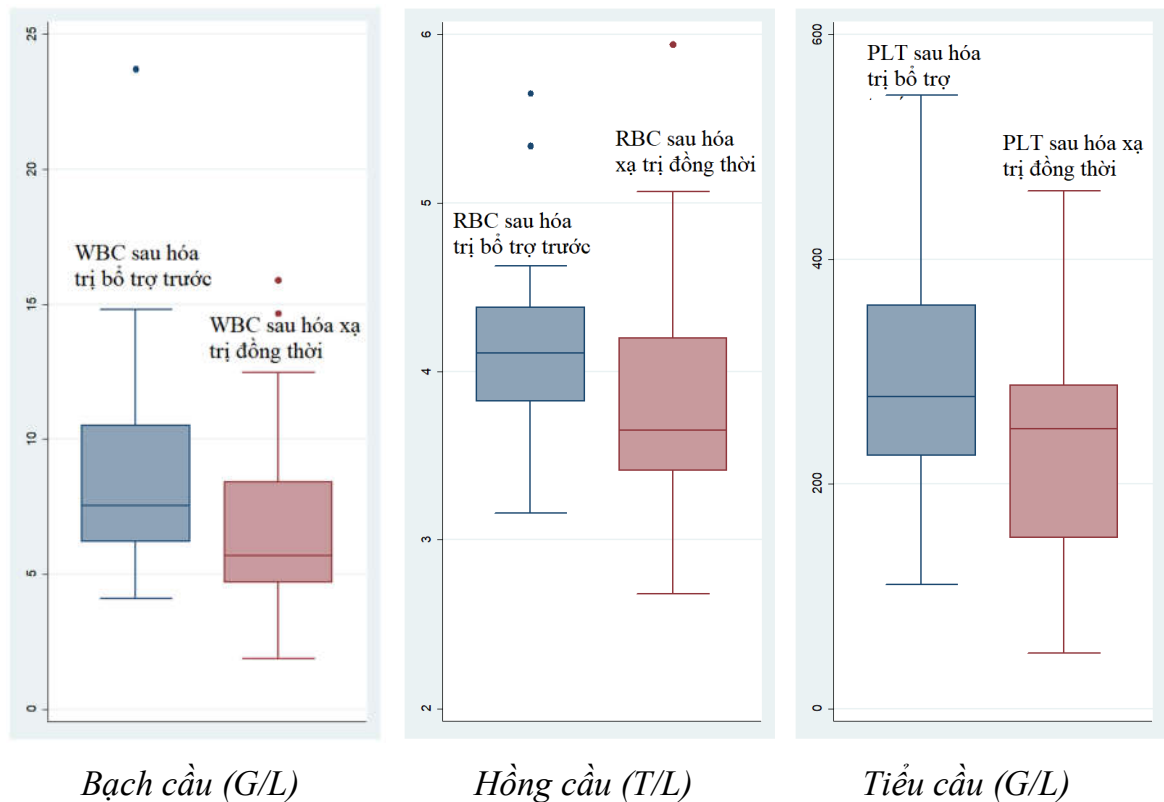 25
20
15
10
5
0
WBC sau hóa
trị bổ trợ trước
WBC sau hóa xạ
trị đồng thời
6
5
4
3
2
RBC sau hóa
trị bổ trợ trước
RBC sau hóa
xạ trị đồng thời
600
400
200
0
PLT sau hóa
trị bổ trợ
PLT sau hóa xạ
trị đồng thời
Bạch cầu (G/L)
Hồng cầu (T/L)
Tiểu cầu (G/L)